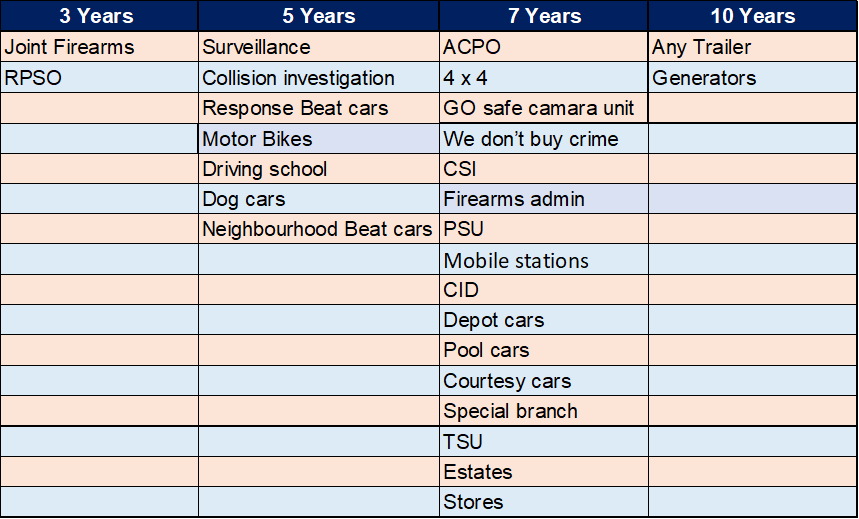 3 Years 5 Years 7 Years 10 Years
Joint Firearms Surveillance ACPO Any Trailer
RPSO Collision investigation 4 x 4 Generators
Response Beat cars GO safe camara unit
Motor Bikes We don’t buy crime
Driving school CSI
Dog cars Firearms admin
Neighbourhood Beat cars PSU
Mobile stations
CID
Depot cars
Pool cars
Courtesy cars
Special branch
TSU
Estates
Stores